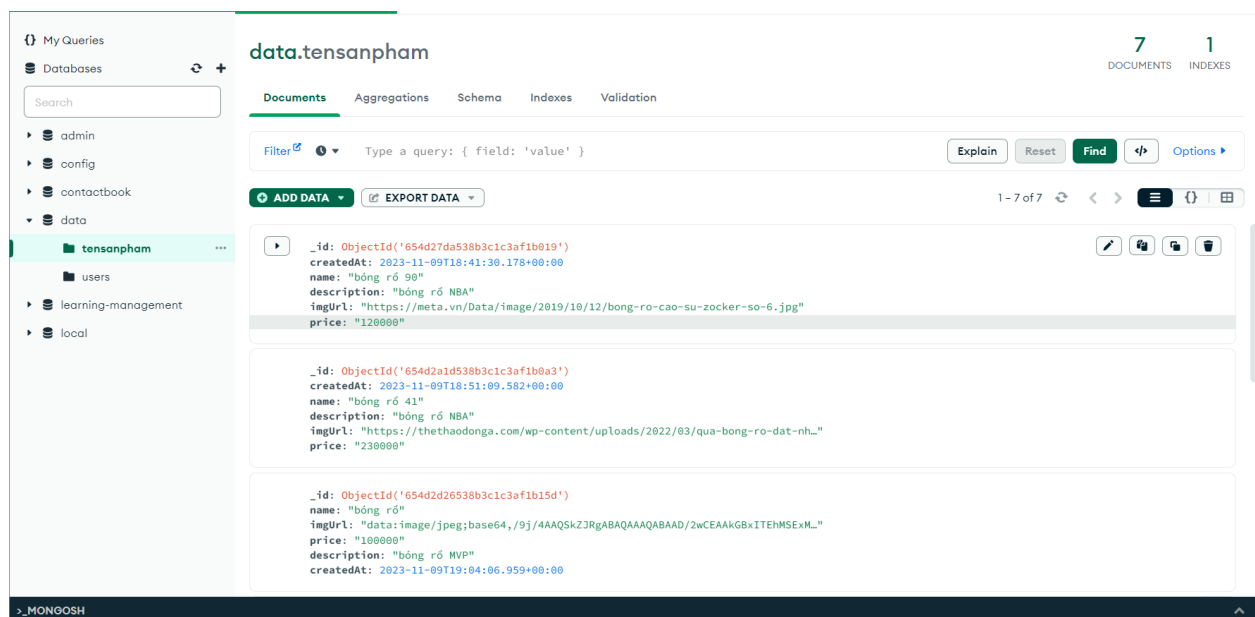 My Queries
Databases
Search
admin
config
contactbook
data
tensanpham
users
learning-management
local
data.tensanpham
7
DOCUMENTS
1
INDEXES
Documents Aggregations Schema Indexes Validation
Filter Type a query: { field: 'value' } Explain Reset Find </> Options
ADD DATA EXPORT DATA 1 – 7 of 7 {}
_id: ObjectId('654d27da538b3c1c3af1b019')
createdAt: 2023-11-09T18:41:30.178+00:00
name: "bóng rổ 90"
description: "bóng rổ NBA"
imgUrl: "https://meta.vn/Data/image/2019/10/12/bong-ro-cao-su-zocker-so-6.jpg"
price: "120000"
_id: ObjectId('654d2a1d538b3c1c3af1b0a3')
createdAt: 2023-11-09T18:51:09.582+00:00
name: "bóng rổ 41"
description: "bóng rổ NBA"
imgUrl: "https://thethaodonga.com/wp-content/uploads/2022/03/qua-bong-ro-dat-nh…"
price: "230000"
_id: ObjectId('654d2d26538b3c1c3af1b15d')
name: "bóng rổ"
imgUrl: "data:image/jpeg;base64,/9j/4AAQSkZJRgABAQAAAQABAAD/2wCEAAkGBxITEhMSExM…"
price: "100000"
description: "bóng rổ MVP"
createdAt: 2023-11-09T19:04:06.959+00:00
>_MONGOSH